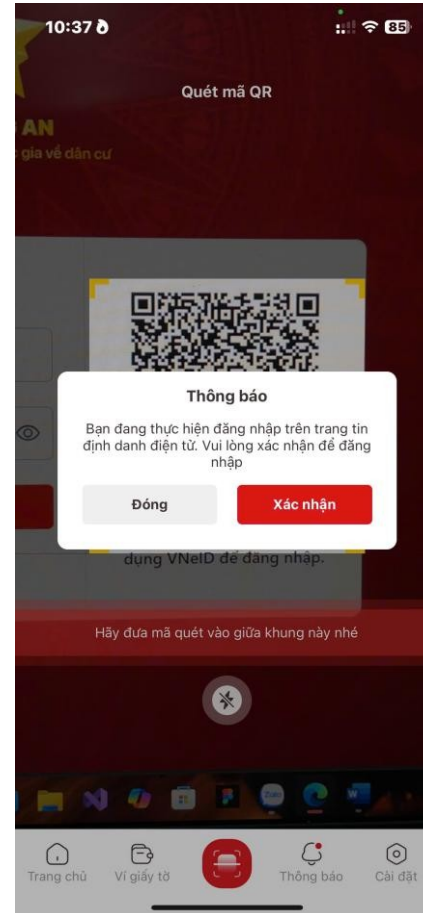 10:37
85
Quét mã QR
AN
gia về dân cư
Thông báo
Bạn đang thực hiện đăng nhập trên trang tin
định danh điện tử. Vui lòng xác nhận để đăng
nhập
Đóng
Xác nhận
dụng VNeID để đăng nhập.
Hãy đưa mã quét vào giữa khung này nhé
Zalo
W
Trang chủ
Ví giấy tờ
Thông báo
Cài đặt